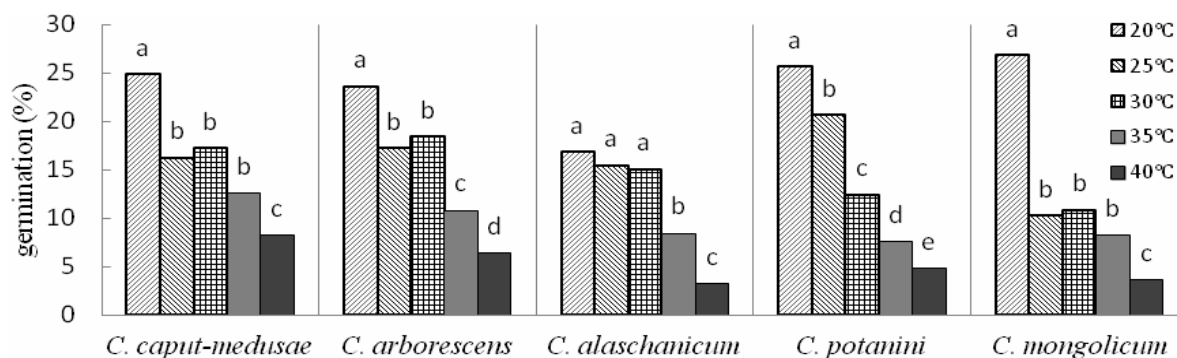 germination (%)
30
25
20
15
10
5
0
a b b b c
a b b c d
a a a b c
a b c d e
a b b b c
20℃
25℃
30℃
35℃
40℃
C. caput-medusae C. arborescens C. alaschanicum C. potanini C. mongolicum